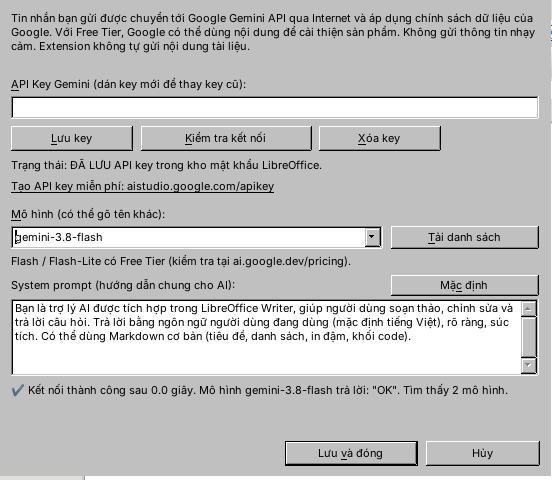 Tin nhắn bạn gửi được chuyển tới Google Gemini API qua Internet và áp dụng chính sách dữ liệu của
Google. Với Free Tier, Google có thể dùng nội dung để cải thiện sản phẩm. Không gửi thông tin nhạy
cảm. Extension không tự gửi nội dung tài liệu.
API Key Gemini (dán key mới để thay key cũ):
Lưu key
Kiểm tra kết nối
Xóa key
Trạng thái: ĐÃ LƯU API key trong kho mật khẩu LibreOffice.
Tạo API key miễn phí: aistudio.google.com/apikey
Mô hình (có thể gõ tên khác):
gemini-3.8-flash
Tải danh sách
Flash / Flash-Lite có Free Tier (kiểm tra tại ai.google.dev/pricing).
System prompt (hướng dẫn chung cho AI):
Mặc định
Bạn là trợ lý AI được tích hợp trong LibreOffice Writer, giúp người dùng soạn thảo, chỉnh sửa và
trả lời câu hỏi. Trả lời bằng ngôn ngữ người dùng đang dùng (mặc định tiếng Việt), rõ ràng, súc
tích. Có thể dùng Markdown cơ bản (tiêu đề, danh sách, in đậm, khối code).
✔ Kết nối thành công sau 0.0 giây. Mô hình gemini-3.8-flash trả lời: "OK". Tìm thấy 2 mô hình.
Lưu và đóng
Hủy